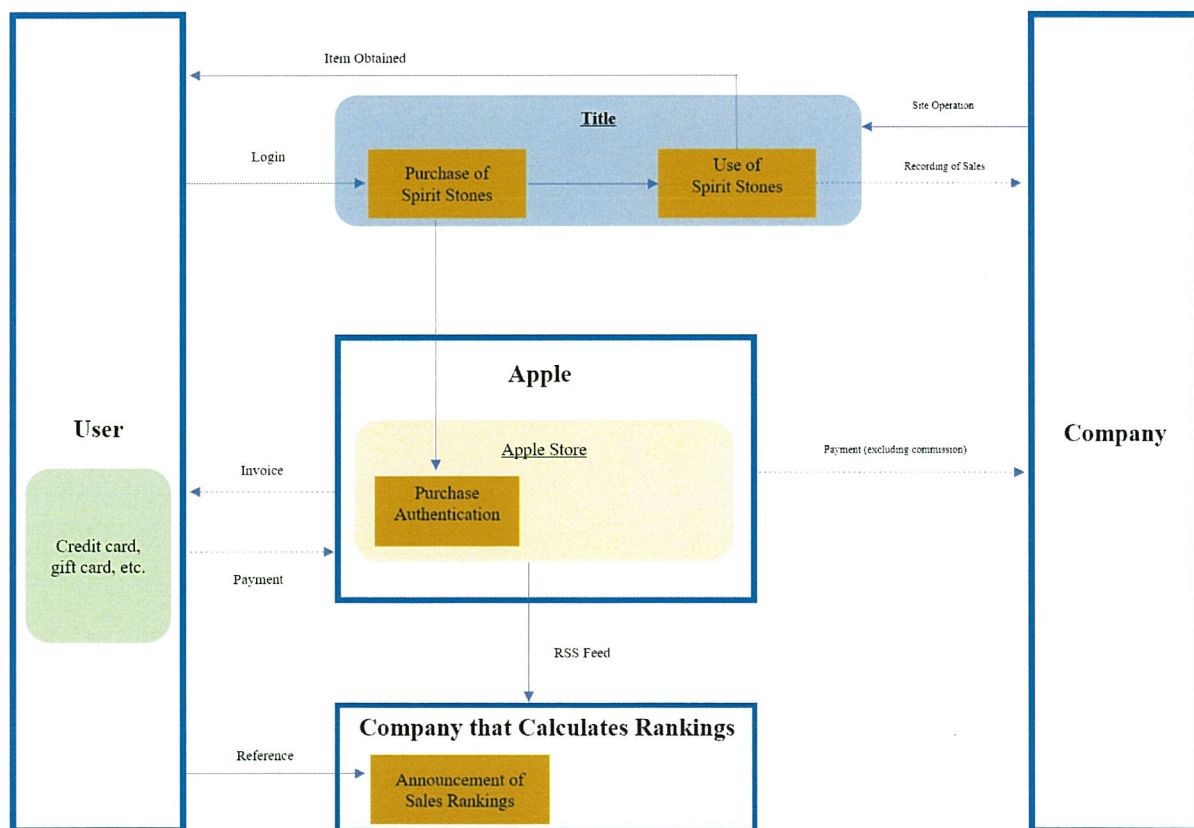 Item Obtained
Title
Site Operation
Login
Purchase of
Spirit Stones
Use of
Spirit Stones
Recording of Sales
Apple
User
Company
Apple Store
Payment (excluding commission)
Invoice
Purchase
Authentication
Credit card,
gift card, etc.
Payment
RSS Feed
Company that Calculates Rankings
Reference
Announcement of
Sales Rankings